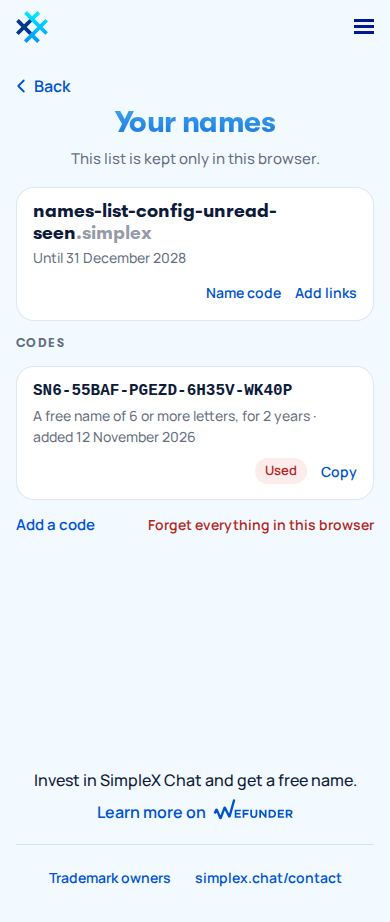 Back
Your names
This list is kept only in this browser.
names-list-config-unread-
seen.simplex
Until 31 December 2028
Name code Add links
CODES
SN6-55BAF-PGEZD-6H35V-WK40P
A free name of 6 or more letters, for 2 years ·
added 12 November 2026
Used Copy
Add a code Forget everything in this browser
Invest in SimpleX Chat and get a free name.
Learn more on WEFUNDER
Trademark owners simplex.chat/contact